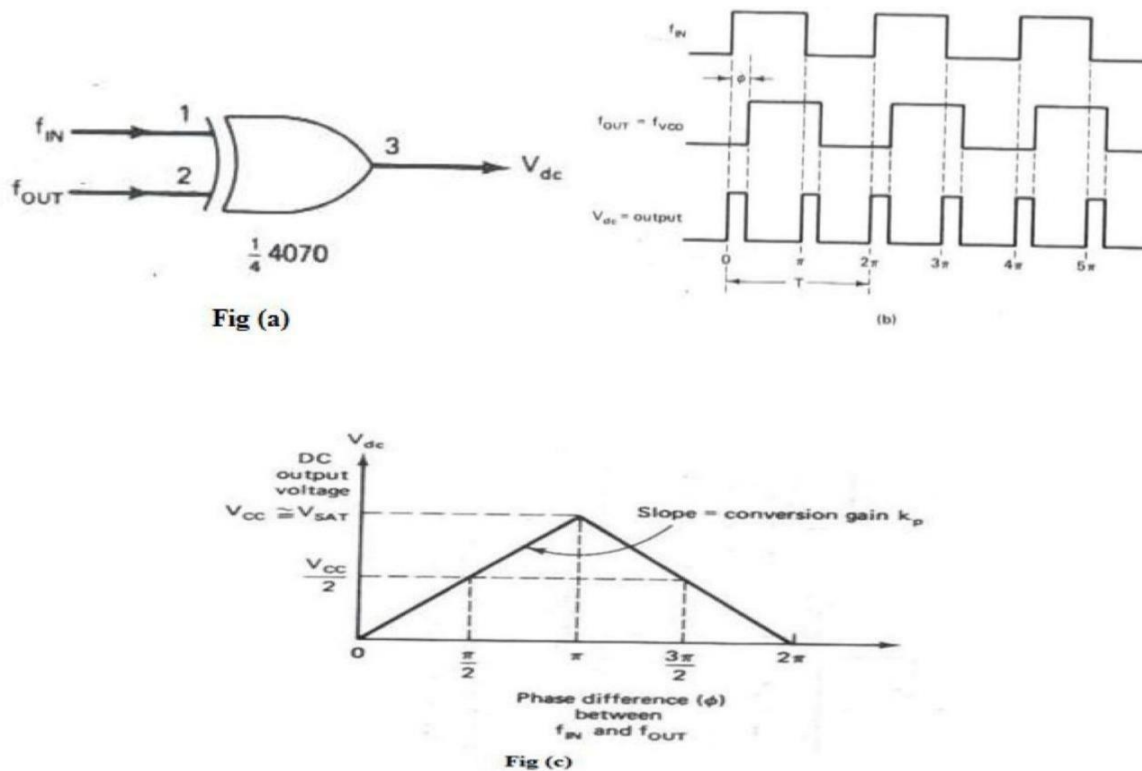 f_IN
1
f_OUT
2
3
V_dc
1/4 4070
Fig (a)
f_IN
ϕ
f_OUT = f_VCO
V_dc = output
0 π 2π 3π 4π 5π
T
(b)
V_dc
DC
output
voltage
V_CC ≅ V_SAT
Slope = conversion gain k_p
V_CC/2
0 π/2 π 3π/2 2π
Phase difference (ϕ)
between
f_IN and f_OUT
Fig (c)